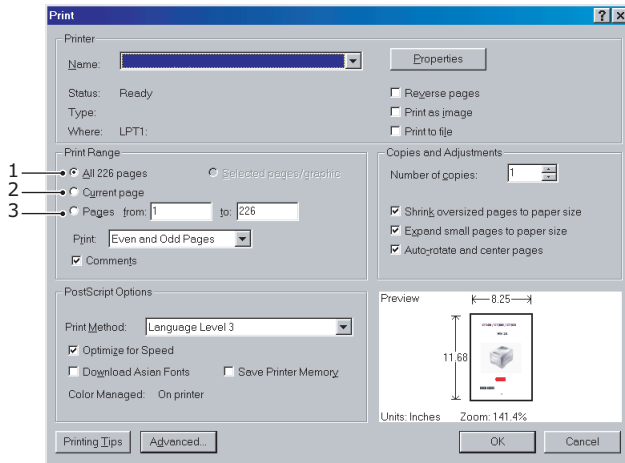 Print
Printer
Name:
Properties
Status: Ready
Type:
Where: LPT1:
Reverse pages
Print as image
Print to file
Print Range
1 All 226 pages
Selected pages/graphic
2 Current page
3 Pages from: 1 to: 226
Print: Even and Odd Pages
Comments
Copies and Adjustments
Number of copies: 1
Shrink oversized pages to paper size
Expand small pages to paper size
Auto-rotate and center pages
PostScript Options
Print Method: Language Level 3
Optimize for Speed
Download Asian Fonts
Save Printer Memory
Color Managed: On printer
Preview
8.25
11.68
Units: Inches Zoom: 141.4%
Printing Tips
Advanced...
OK
Cancel